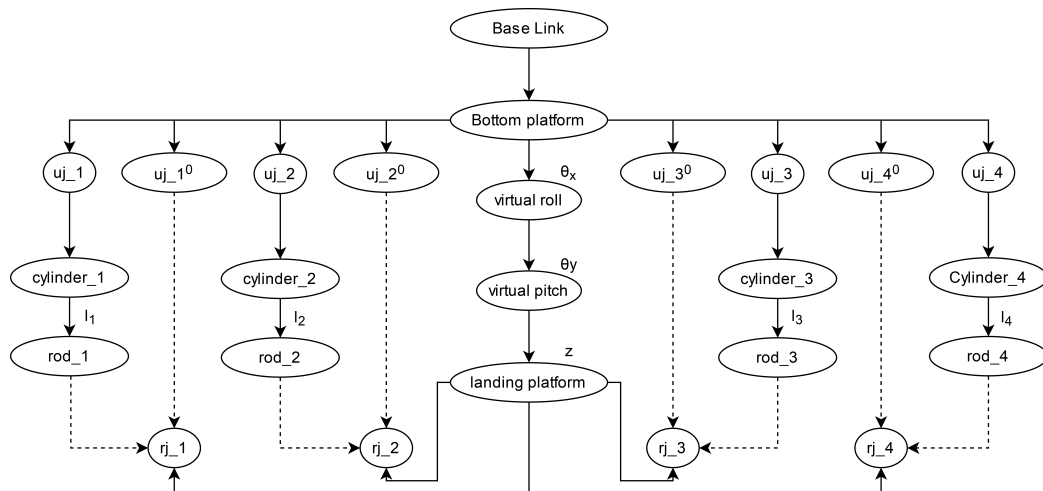 Base Link
Bottom platform
uj_1
uj_1⁰
uj_2
uj_2⁰
θx
virtual roll
uj_3⁰
uj_3
uj_4⁰
uj_4
cylinder_1
cylinder_2
θy
virtual pitch
cylinder_3
Cylinder_4
l₁
l₂
l₃
l₄
rod_1
rod_2
z
landing platform
rod_3
rod_4
rj_1
rj_2
rj_3
rj_4